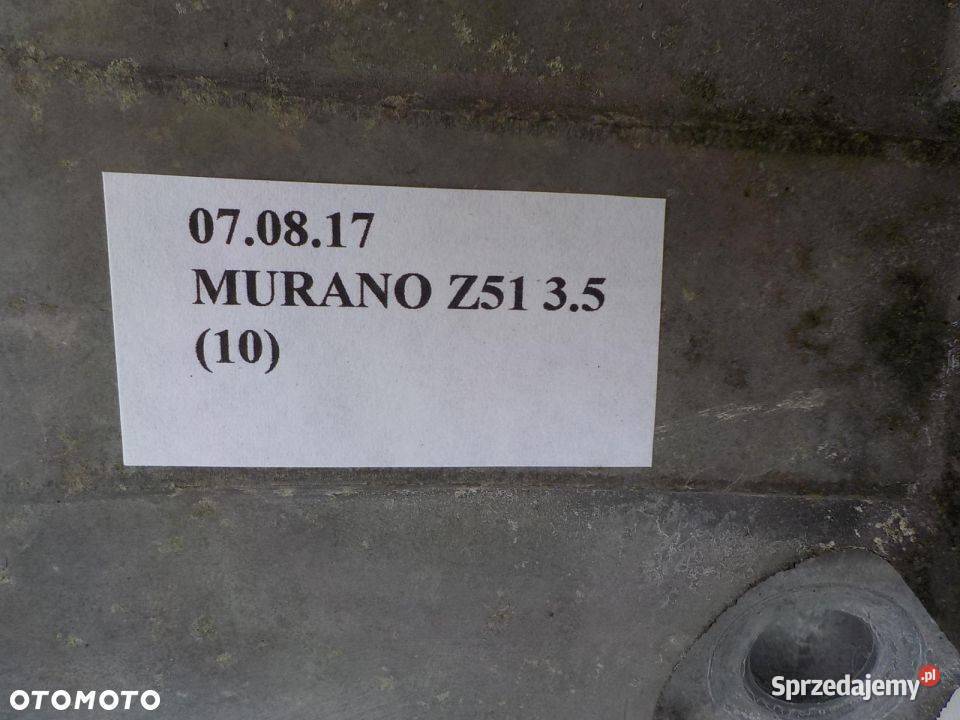 07.08.17
MURANO Z51 3.5
(10)
OTOMOTO
Sprzedajemy.pl